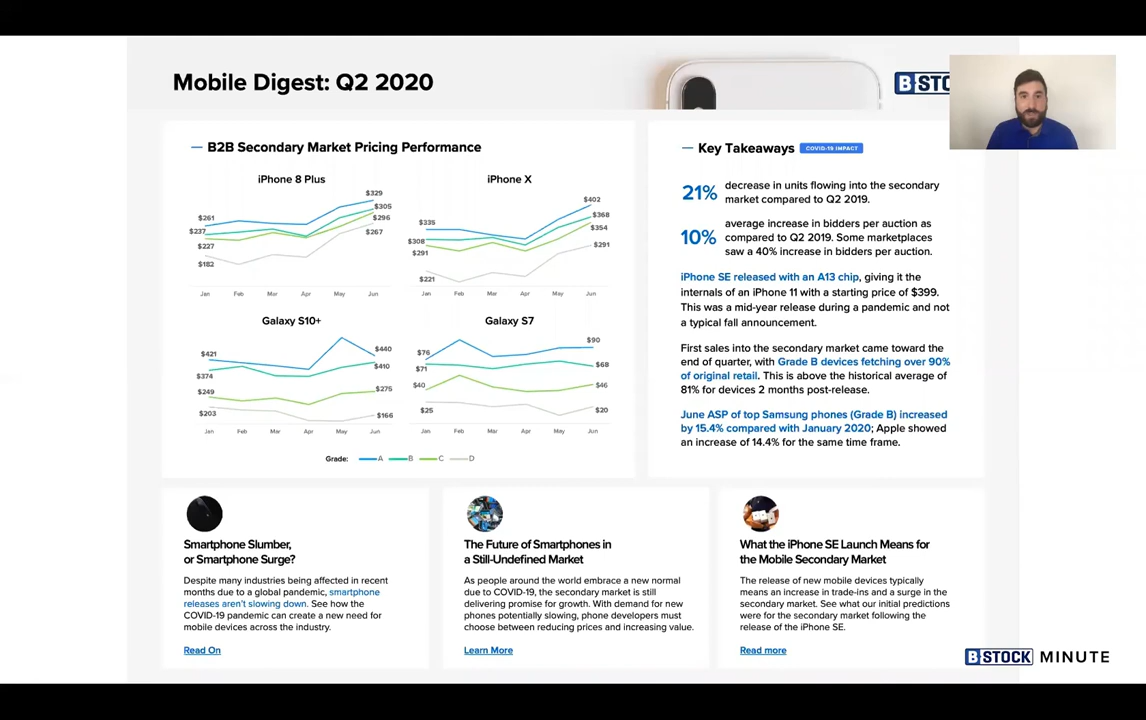 Mobile Digest: Q2 2020
B STO
B2B Secondary Market Pricing Performance
iPhone 8 Plus
$261
$237
$227
$182
$329
$305
$296
$267
Jan Feb Mar Apr May Jun
iPhone X
$335
$308
$291
$221
$402
$368
$354
$291
Jan Feb Mar Apr May Jun
Galaxy S10+
$421
$374
$249
$203
$440
$410
$275
$166
Jan Feb Mar Apr May Jun
Galaxy S7
$76
$71
$40
$25
$90
$68
$46
$20
Jan Feb Mar Apr May Jun
Grade: A B C D
Key Takeaways COVID-19 IMPACT
21% decrease in units flowing into the secondary
market compared to Q2 2019.
10% average increase in bidders per auction as
compared to Q2 2019. Some marketplaces
saw a 40% increase in bidders per auction.
iPhone SE released with an A13 chip, giving it the
internals of an iPhone 11 with a starting price of $399.
This was a mid-year release during a pandemic and not
a typical fall announcement.
First sales into the secondary market came toward the
end of quarter, with Grade B devices fetching over 90%
of original retail. This is above the historical average of
81% for devices 2 months post-release.
June ASP of top Samsung phones (Grade B) increased
by 15.4% compared with January 2020; Apple showed
an increase of 14.4% for the same time frame.
Smartphone Slumber,
or Smartphone Surge?
Despite many industries being affected in recent
months due to a global pandemic, smartphone
releases aren't slowing down. See how the
COVID-19 pandemic can create a new need for
mobile devices across the industry.
Read On
The Future of Smartphones in
a Still-Undefined Market
As people around the world embrace a new normal
due to COVID-19, the secondary market is still
delivering promise for growth. With demand for new
phones potentially slowing, phone developers must
choose between reducing prices and increasing value.
Learn More
What the iPhone SE Launch Means for
the Mobile Secondary Market
The release of new mobile devices typically
means an increase in trade-ins and a surge in the
secondary market. See what our initial predictions
were for the secondary market following the
release of the iPhone SE.
Read more
B STOCK MINUTE